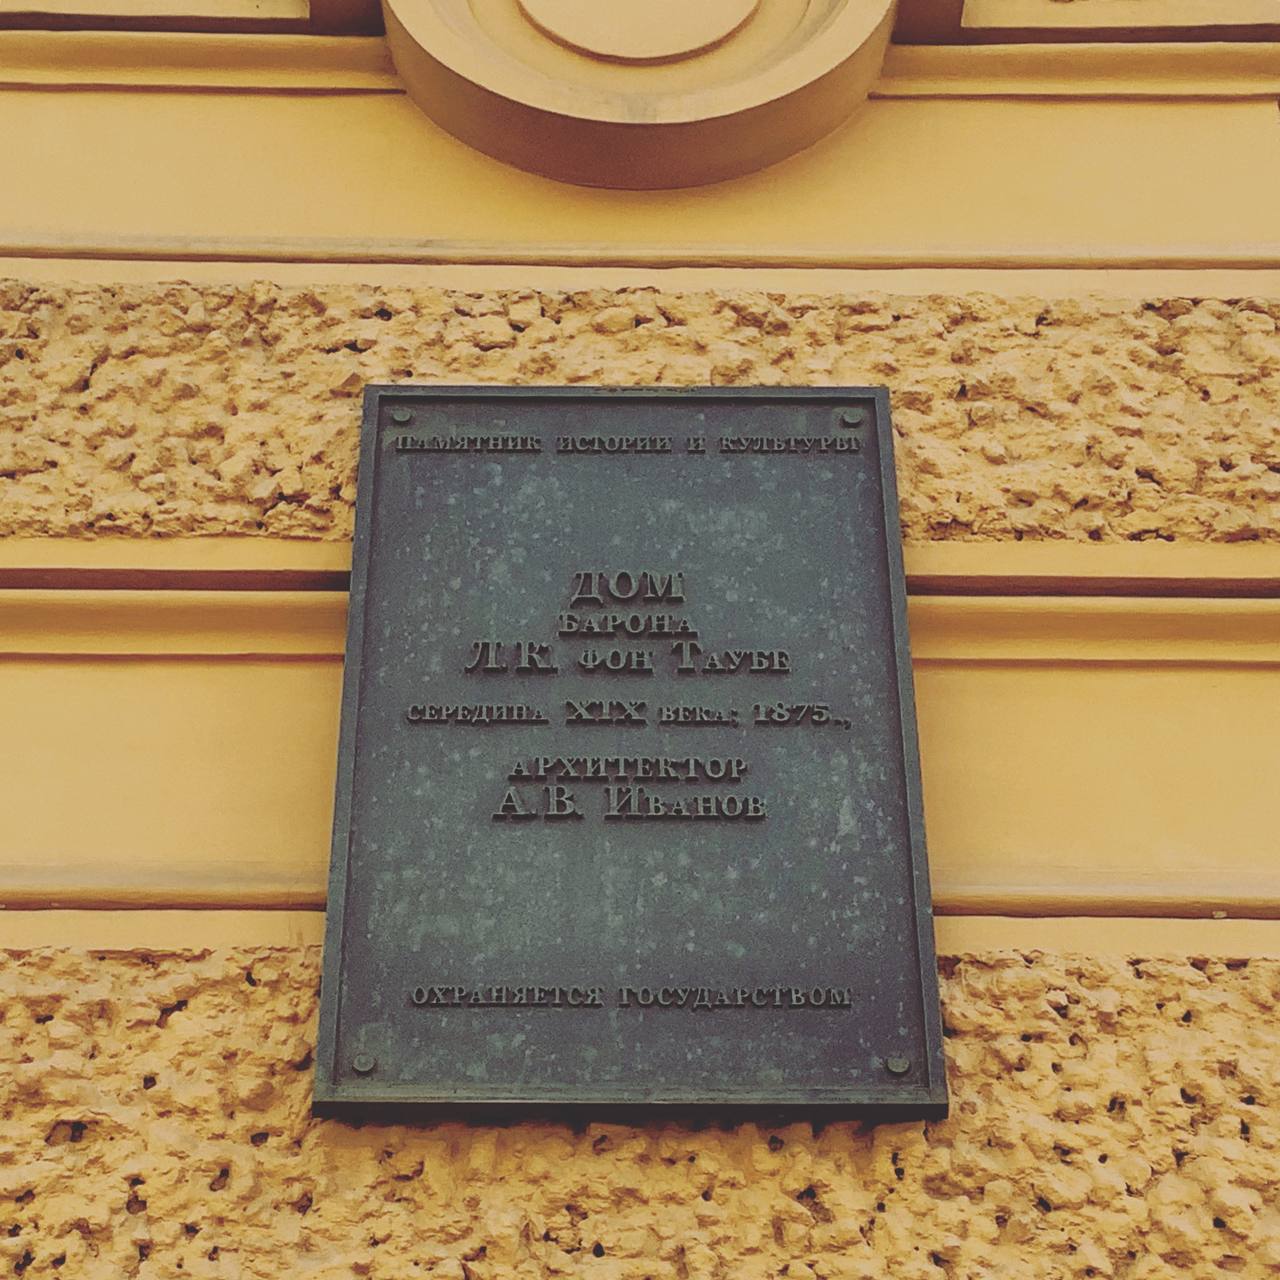 ПАМЯТНИК ИСТОРИИ И КУЛЬТУРЫ
ДОМ
БАРОНА
Л.К. ФОН ТАУБЕ
СЕРЕДИНА XIX ВЕКА; 1875.,
АРХИТЕКТОР
А.В. ИВАНОВ
ОХРАНЯЕТСЯ ГОСУДАРСТВОМ